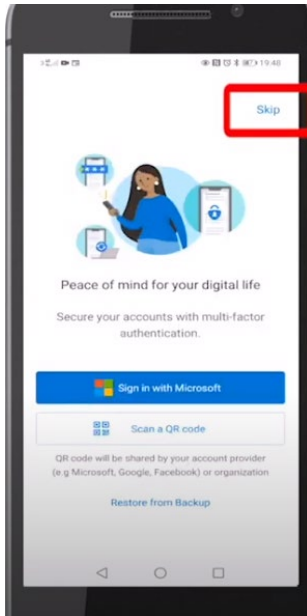 19:40
Skip
Peace of mind for your digital life
Secure your accounts with multi-factor
authentication.
Sign in with Microsoft
Scan a QR code
QR code will be shared by your account provider
(e.g Microsoft, Google, Facebook) or organization
Restore from Backup